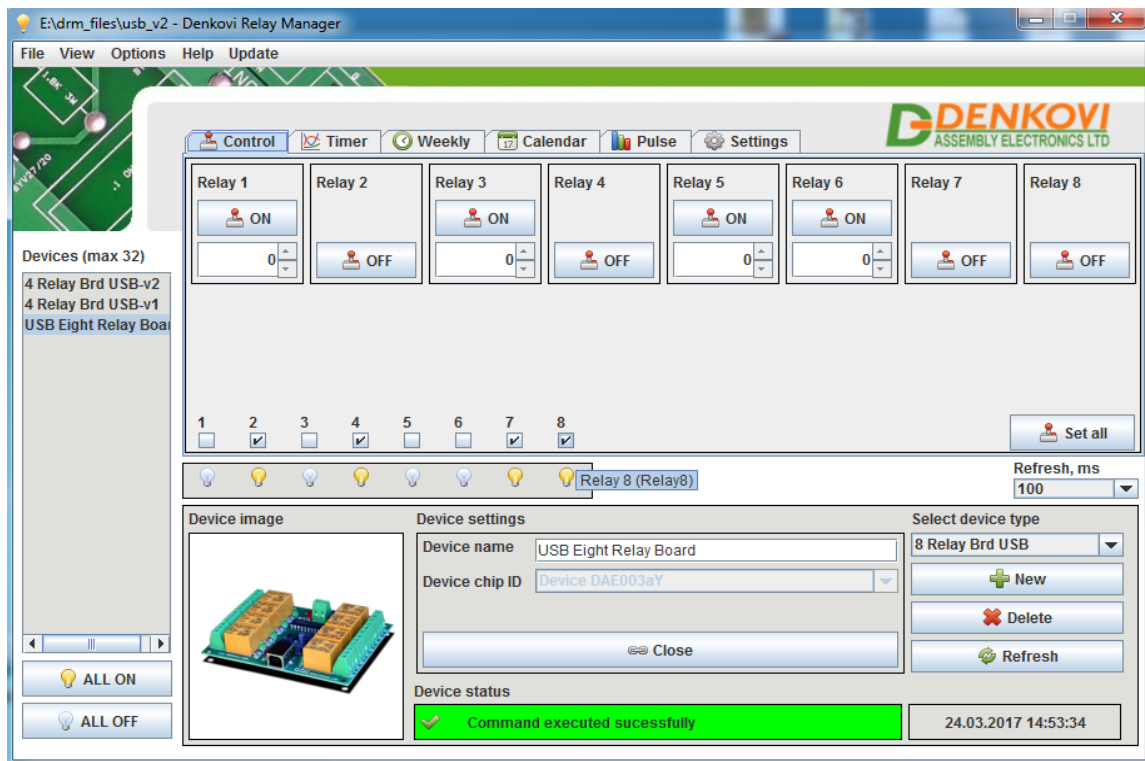 E:\drm_files\usb_v2 - Denkovi Relay Manager
File View Options Help Update
DENKOVI
ASSEMBLY ELECTRONICS LTD
Control Timer Weekly 17 Calendar Pulse Settings
Relay 1 Relay 2 Relay 3 Relay 4 Relay 5 Relay 6 Relay 7 Relay 8
ON ON ON ON
0 OFF 0 OFF 0 0 OFF OFF
Devices (max 32)
4 Relay Brd USB-v2
4 Relay Brd USB-v1
USB Eight Relay Boar
1 2 3 4 5 6 7 8
Set all
Relay 8 (Relay8)
Refresh, ms
100
Device image
Device settings
Device name USB Eight Relay Board
Device chip ID Device DAE003aY
Close
Select device type
8 Relay Brd USB
New
Delete
Refresh
ALL ON
ALL OFF
Device status
Command executed sucessfully
24.03.2017 14:53:34